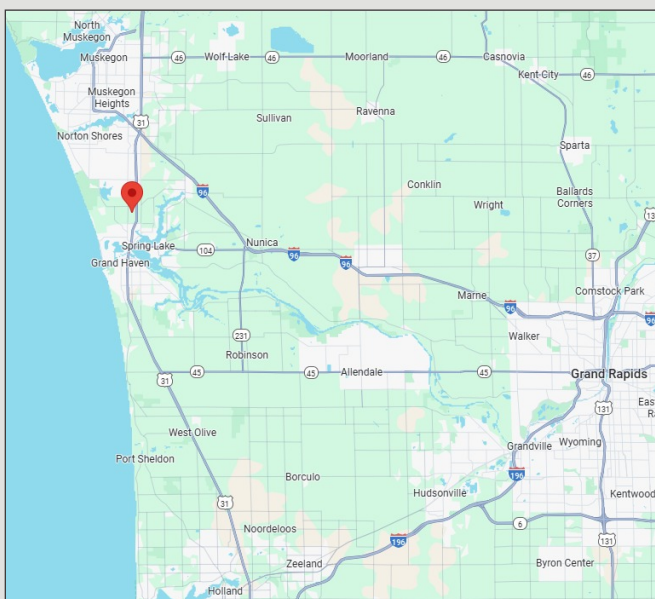 North
Muskegon
Muskegon
46
Wolf Lake
46
Moorland
46
Casnovia
Kent City
46
Muskegon
Heights
31
Sullivan
Ravenna
Norton Shores
Sparta
96
Conklin
Wright
Ballards
Corners
Spring Lake
104
Nunica
96
96
37
Grand Haven
Marne
96
Comstock Park
96
Walker
231
Robinson
31
45
45
Allendale
45
Grand Rapids
131
West Olive
Grandville
Wyoming
Port Sheldon
196
Borculo
Hudsonville
Kentwood
31
Noordeloos
6
196
131
Zeeland
Byron Center
Holland